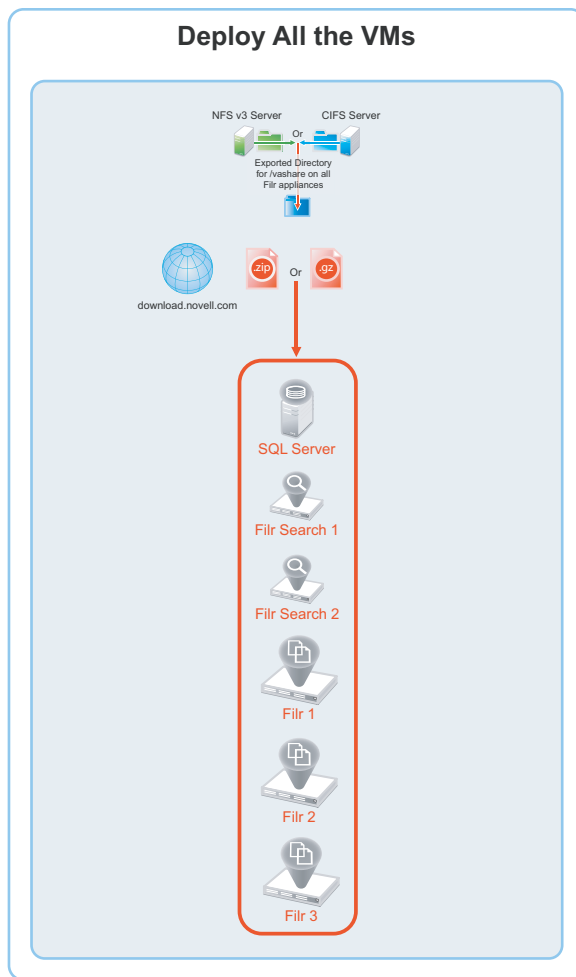 Deploy All the VMs
NFS v3 Server
CIFS Server
Or
Exported Directory
for /vashare on all
Filr appliances
.zip
Or
.gz
download.novell.com
SQL Server
Filr Search 1
Filr Search 2
Filr 1
Filr 2
Filr 3